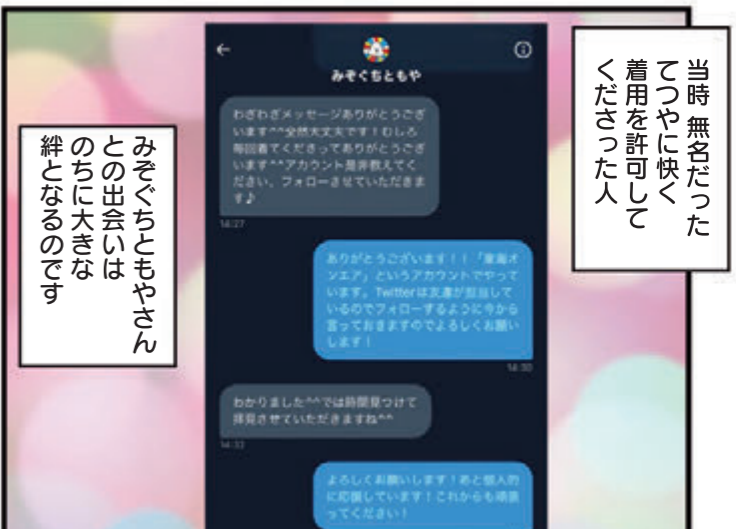 当時 無名だった
てつやに快く
着用を許可して
くださった人
みぞぐちともや
わざわざメッセージありがとうござ
います^^全然大丈夫です!むしろ
毎回着てくださってありがとうござ
います^^アカウント是非教えてく
ださい、フォローさせていただきま
す♪
14:27
ありがとうございます!!「東海オ
ンエア」というアカウントでやって
います。Twitterは友達が担当して
いるのでフォローするように今から
言っておきますのでよろしくお願い
します!
14:30
わかりました^^では時間見つけて
拝見させていただきますね^^
14:33
よろしくお願いします!あと個人的
に応援しています!これからも頑張
ってください!
みぞぐちともやさん
との出会いは
のちに大きな
絆となるのです